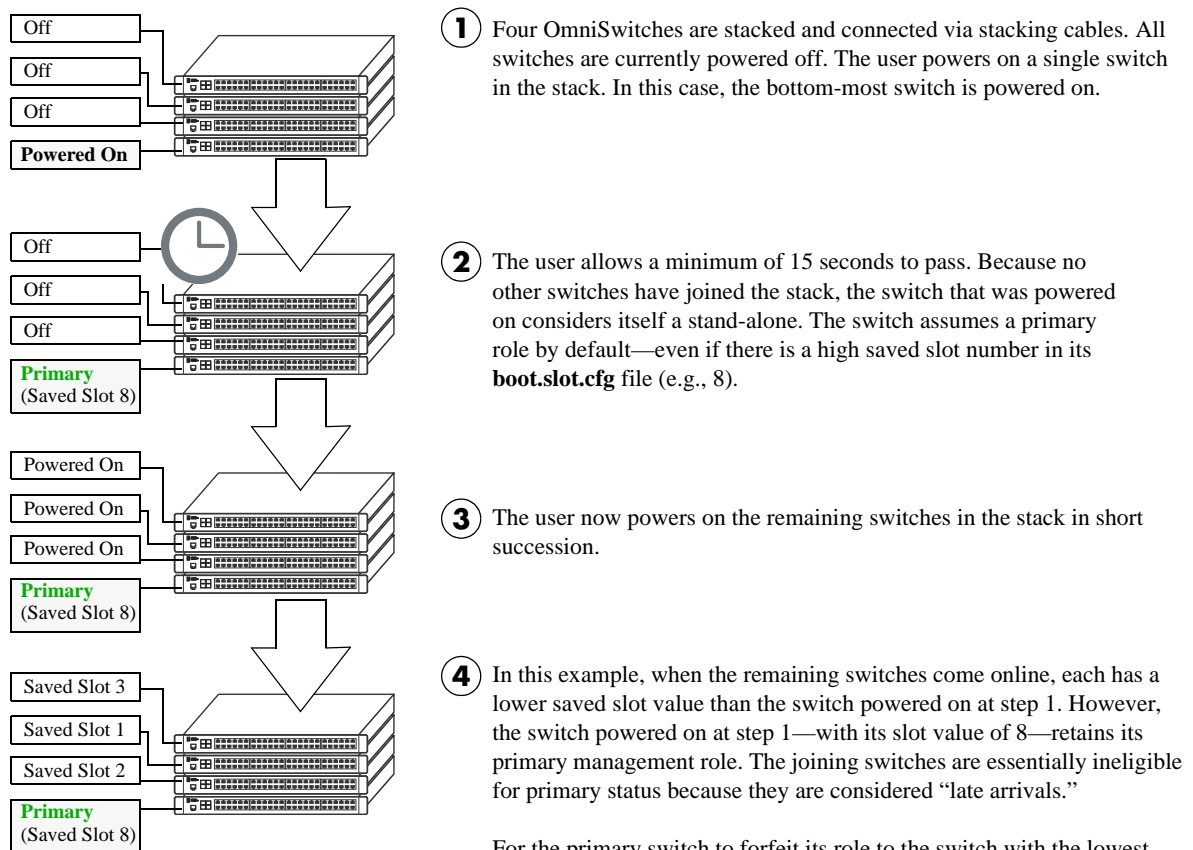 Off
Off
Off
Powered On
1 Four OmniSwitches are stacked and connected via stacking cables. All
switches are currently powered off. The user powers on a single switch
in the stack. In this case, the bottom-most switch is powered on.
Off
Off
Off
Primary
(Saved Slot 8)
2 The user allows a minimum of 15 seconds to pass. Because no
other switches have joined the stack, the switch that was powered
on considers itself a stand-alone. The switch assumes a primary
role by default—even if there is a high saved slot number in its
boot.slot.cfg file (e.g., 8).
Powered On
Powered On
Powered On
Primary
(Saved Slot 8)
3 The user now powers on the remaining switches in the stack in short
succession.
Saved Slot 3
Saved Slot 1
Saved Slot 2
Primary
(Saved Slot 8)
4 In this example, when the remaining switches come online, each has a
lower saved slot value than the switch powered on at step 1. However,
the switch powered on at step 1—with its slot value of 8—retains its
primary management role. The joining switches are essentially ineligible
for primary status because they are considered “late arrivals.”
For the primary switch to forfeit its role to the switch with the lowest